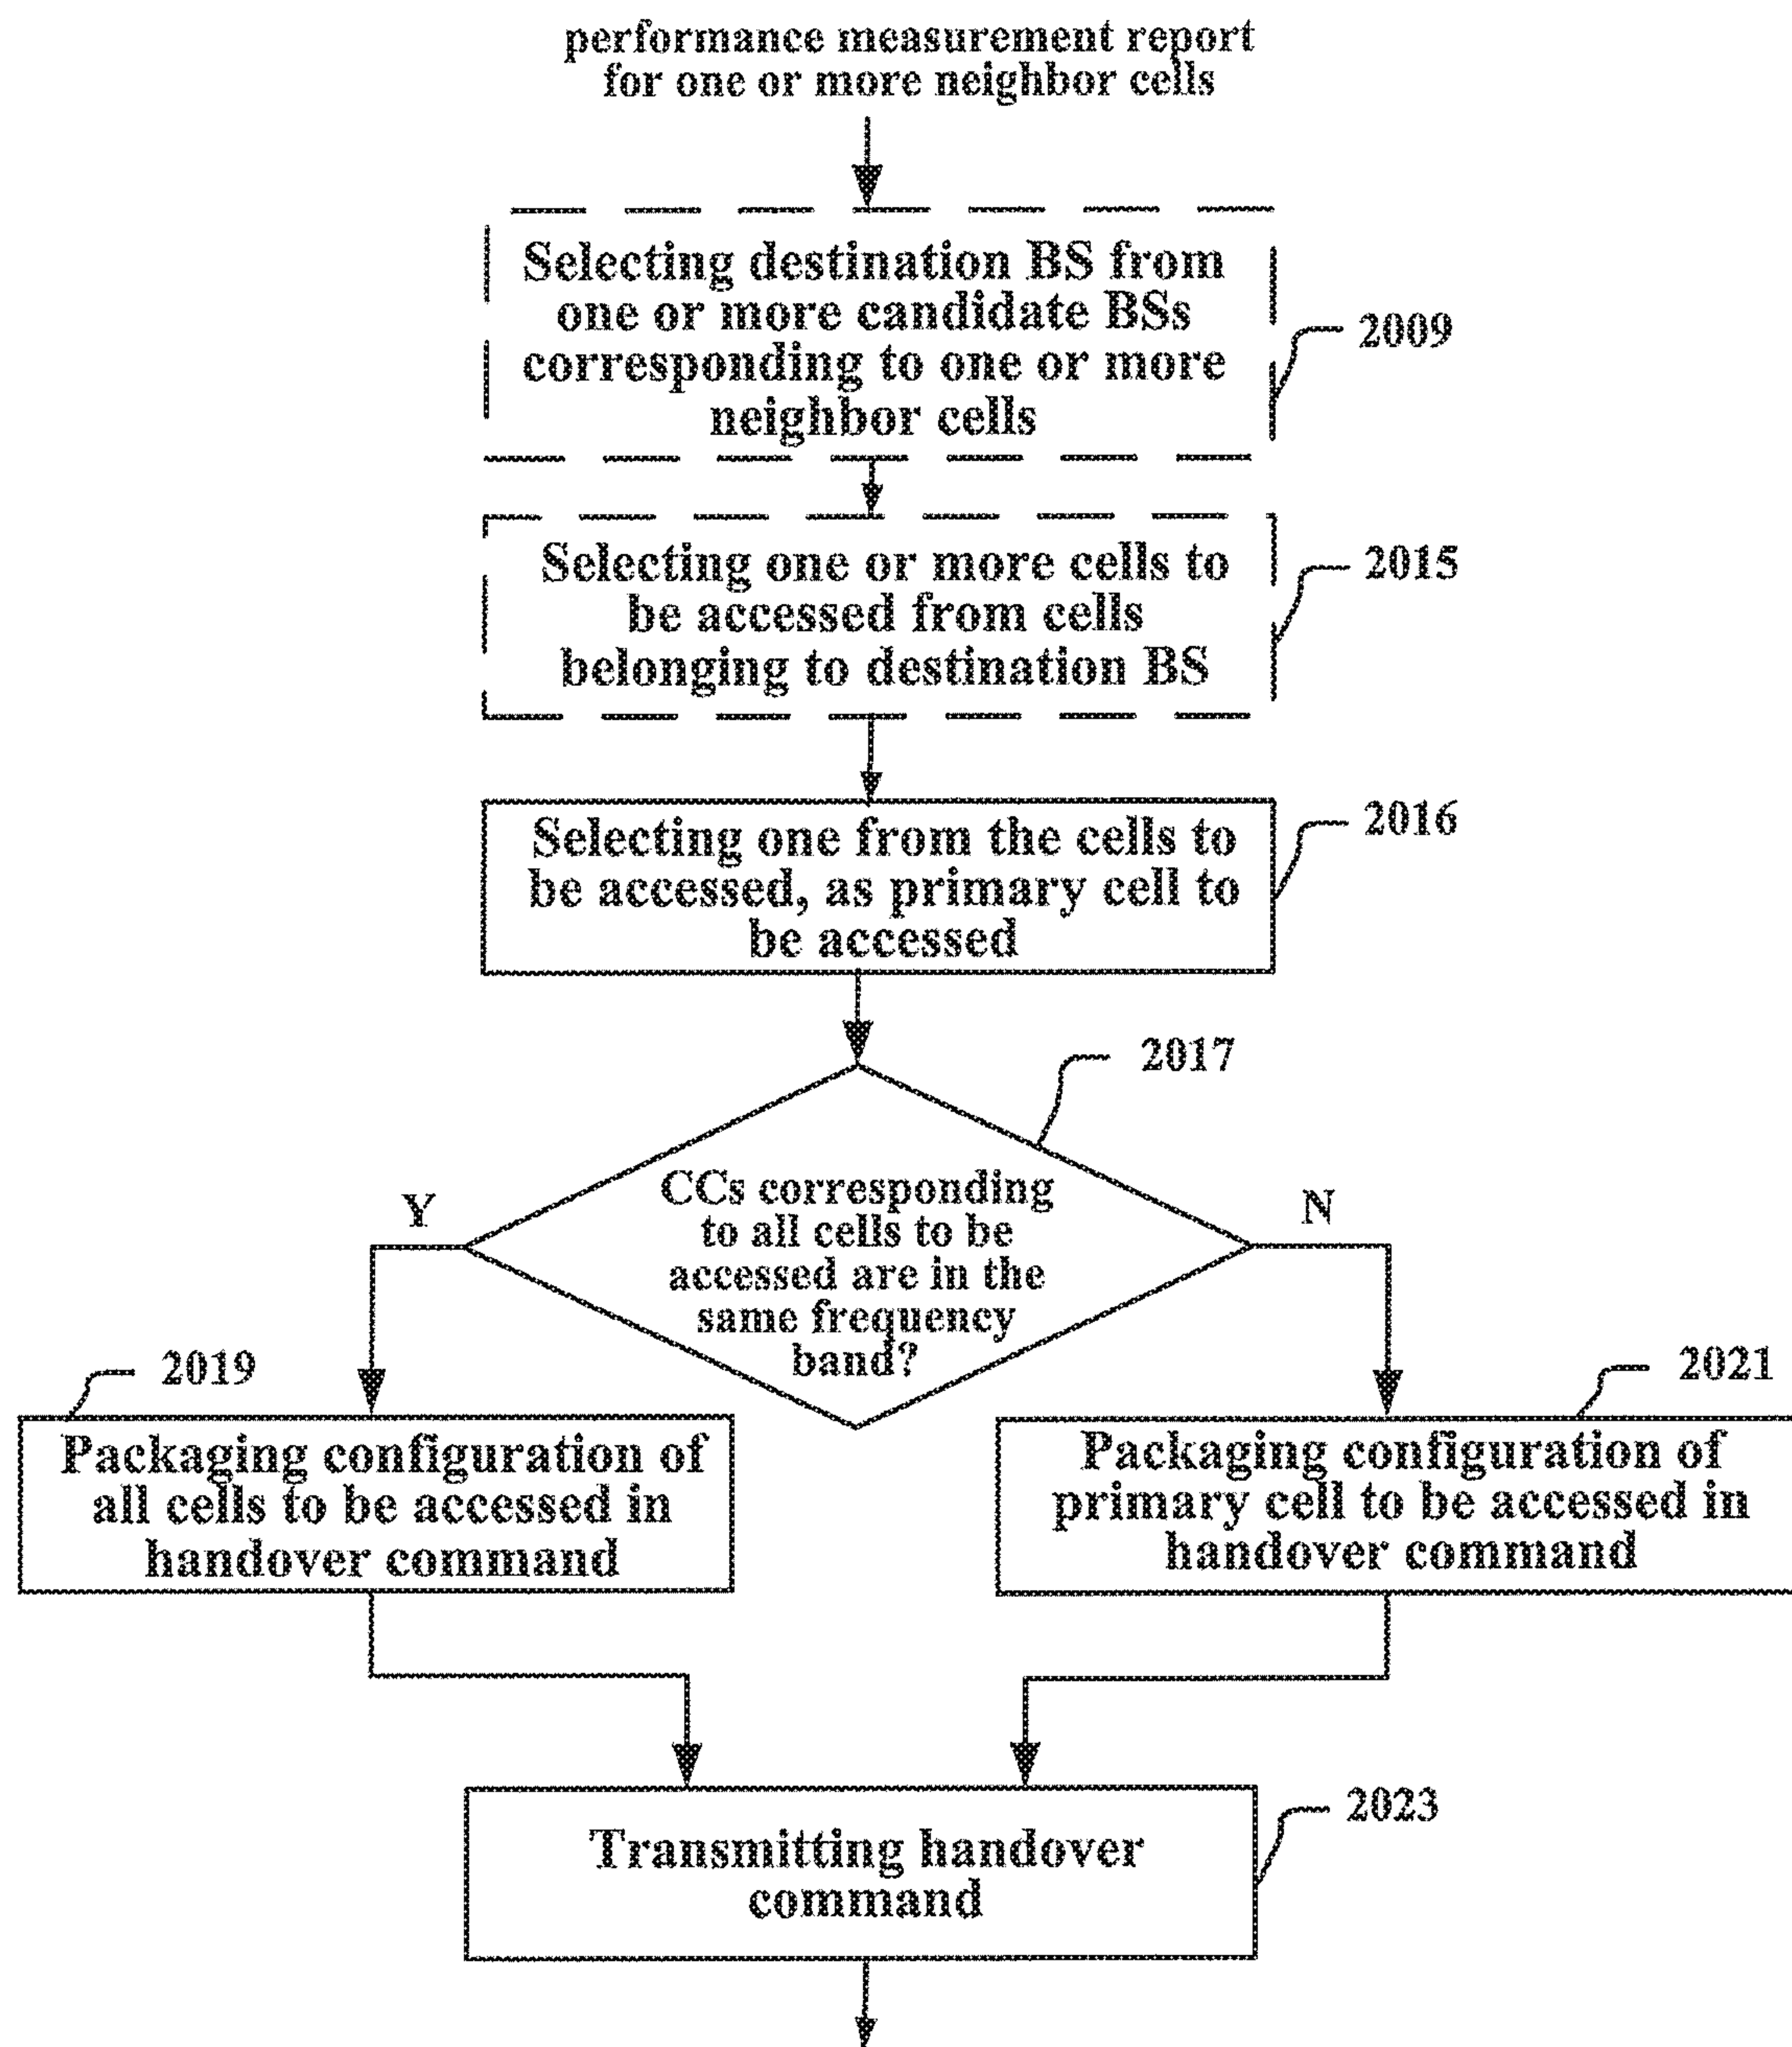 performance measurement report
for one or more neighbor cells
Selecting destination BS from
one or more candidate BSs
corresponding to one or more
neighbor cells
2009
Selecting one or more cells to
be accessed from cells
belonging to destination BS
2015
Selecting one from the cells to
be accessed, as primary cell to
be accessed
2016
2017
CCs corresponding
to all cells to be
accessed are in the
same frequency
band?
Y
N
2019
Packaging configuration of
all cells to be accessed in
handover command
2021
Packaging configuration of
primary cell to be accessed in
handover command
Transmitting handover
command
2023